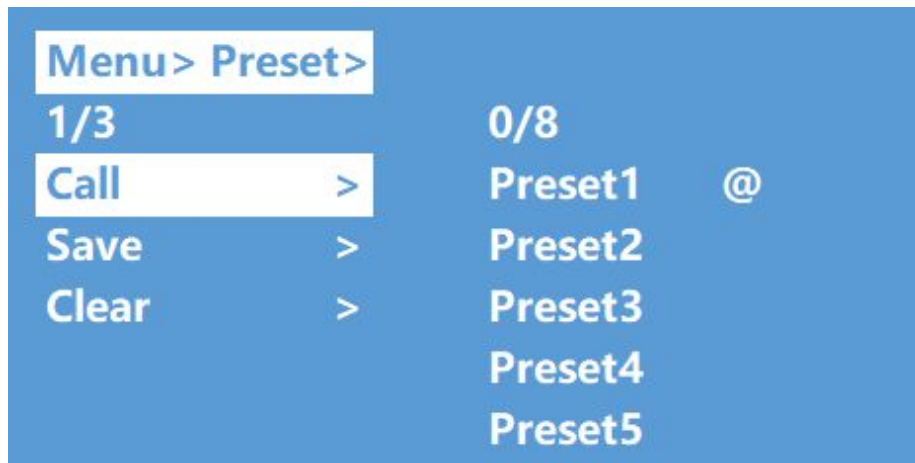 Menu> Preset>
1/3 0/8
Call > Preset1 @
Save > Preset2
Clear > Preset3
Preset4
Preset5